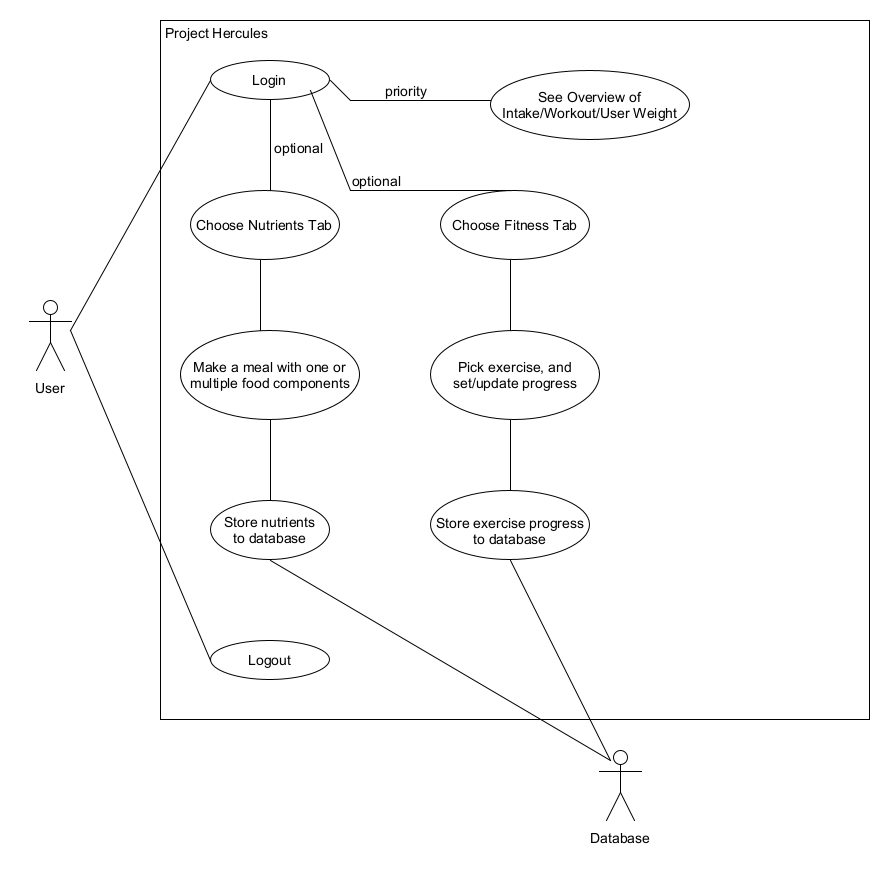 Project Hercules
Login
priority
See Overview of
Intake/Workout/User Weight
optional
optional
Choose Nutrients Tab
Choose Fitness Tab
User
Make a meal with one or
multiple food components
Pick exercise, and
set/update progress
Store nutrients
to database
Store exercise progress
to database
Logout
Database